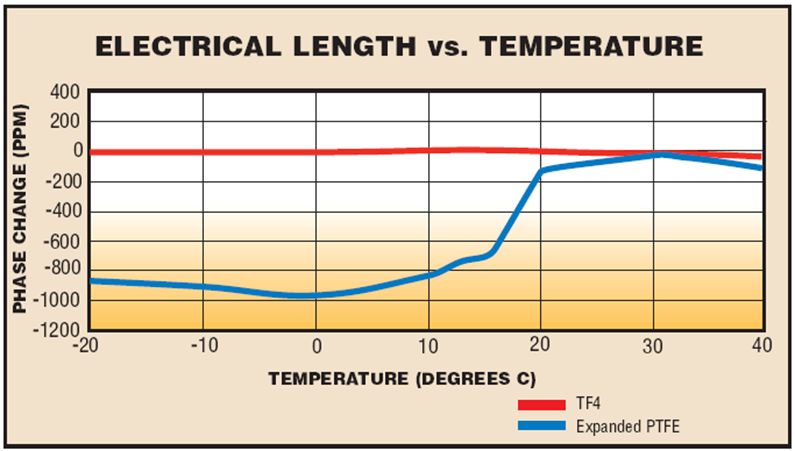 ELECTRICAL LENGTH vs. TEMPERATURE
PHASE CHANGE (PPM)
400
200
0
-200
-400
-600
-800
-1000
-1200
-20 -10 0 10 20 30 40
TEMPERATURE (DEGREES C)
TF4
Expanded PTFE